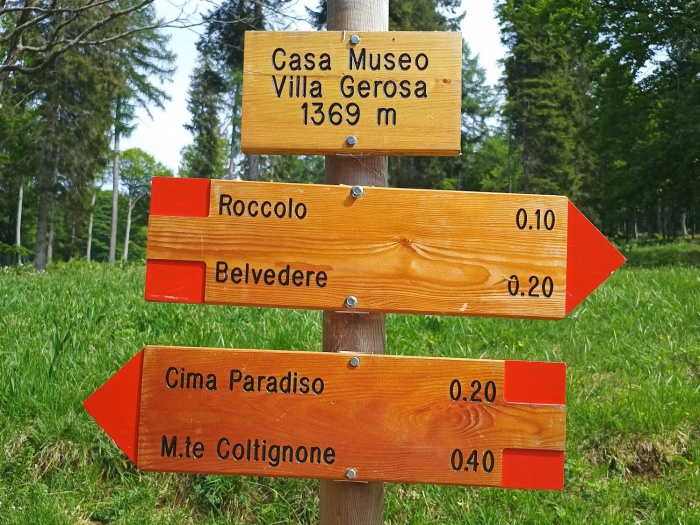 Casa Museo
Villa Gerosa
1369 m
Roccolo 0.10
Belvedere 0.20
Cima Paradiso 0.20
M.te Coltignone 0.40